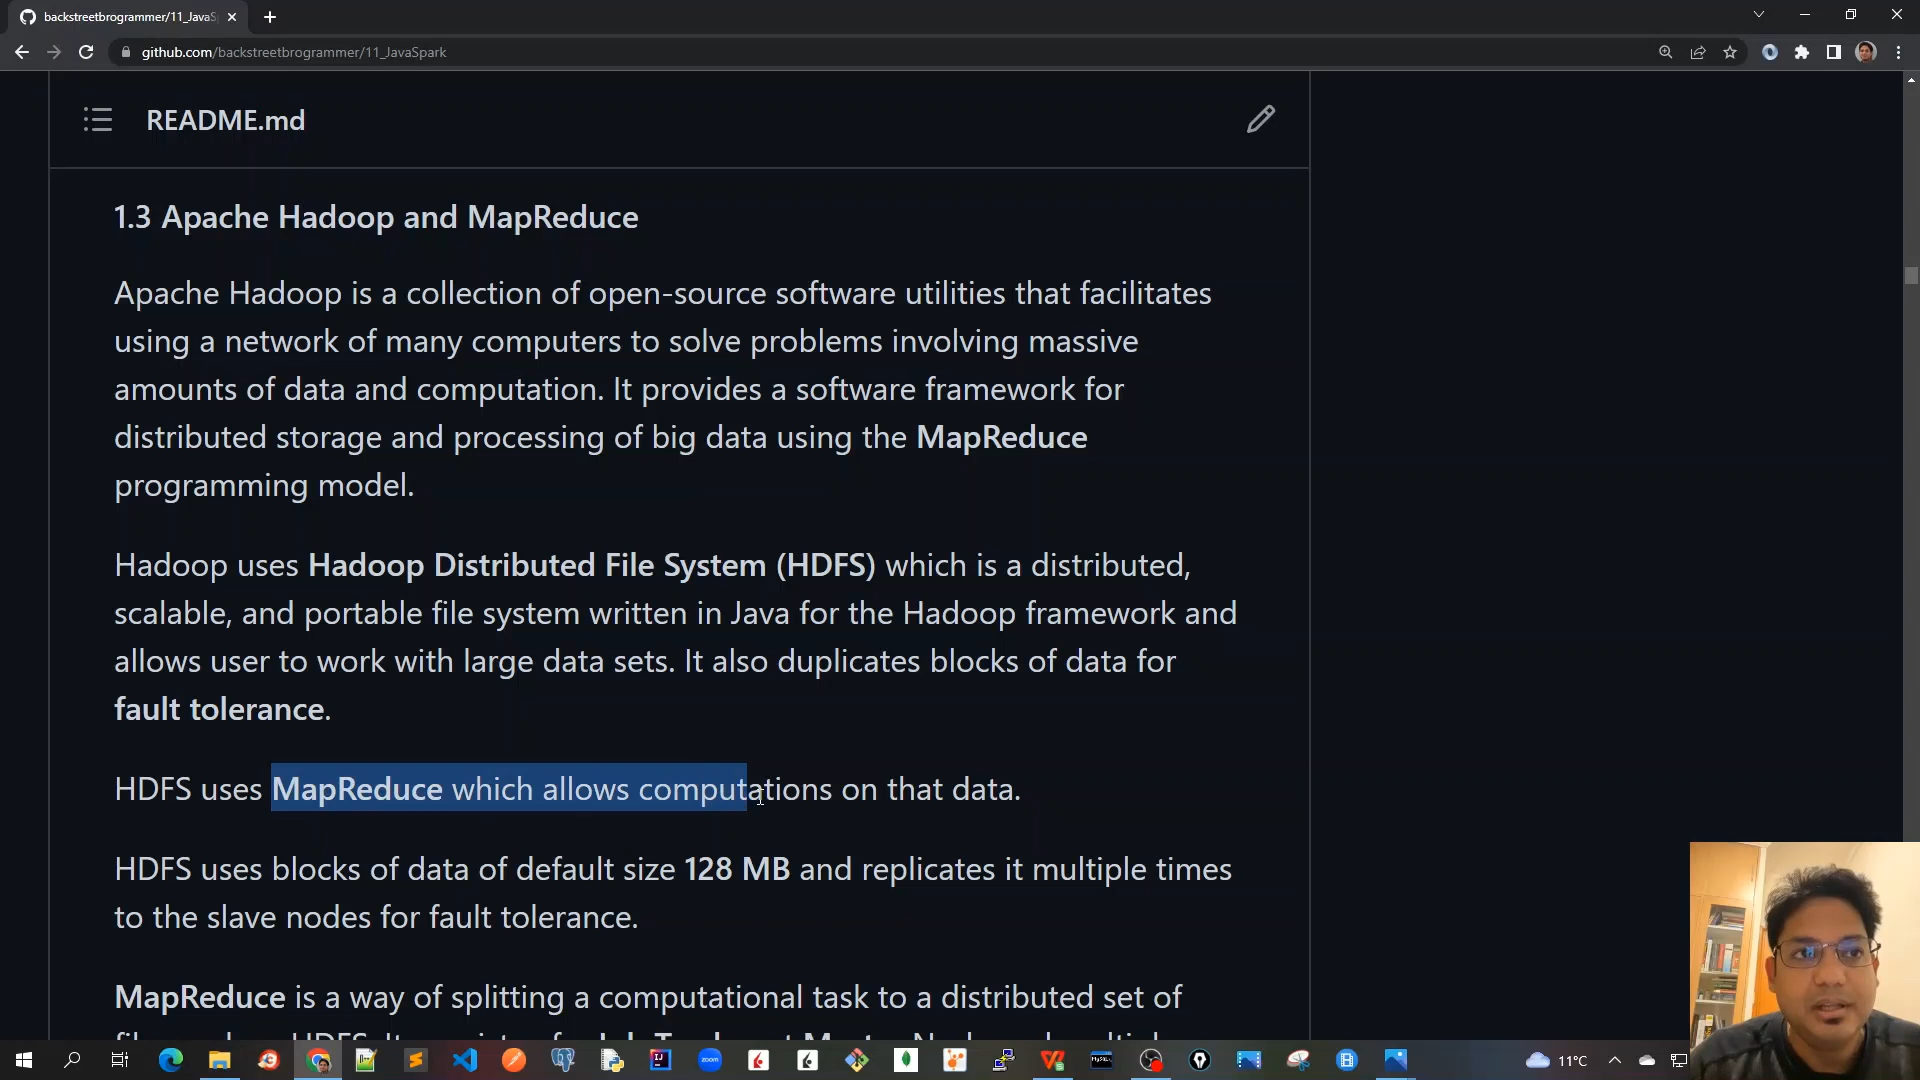 backstreetbrogrammer/11_JavaS
github.com/backstreetbrogrammer/11_JavaSpark
README.md
1.3 Apache Hadoop and MapReduce
Apache Hadoop is a collection of open-source software utilities that facilitates
using a network of many computers to solve problems involving massive
amounts of data and computation. It provides a software framework for
distributed storage and processing of big data using the MapReduce
programming model.
Hadoop uses Hadoop Distributed File System (HDFS) which is a distributed,
scalable, and portable file system written in Java for the Hadoop framework and
allows user to work with large data sets. It also duplicates blocks of data for
fault tolerance.
HDFS uses MapReduce which allows computations on that data.
HDFS uses blocks of data of default size 128 MB and replicates it multiple times
to the slave nodes for fault tolerance.
MapReduce is a way of splitting a computational task to a distributed set of
zoom
11°C